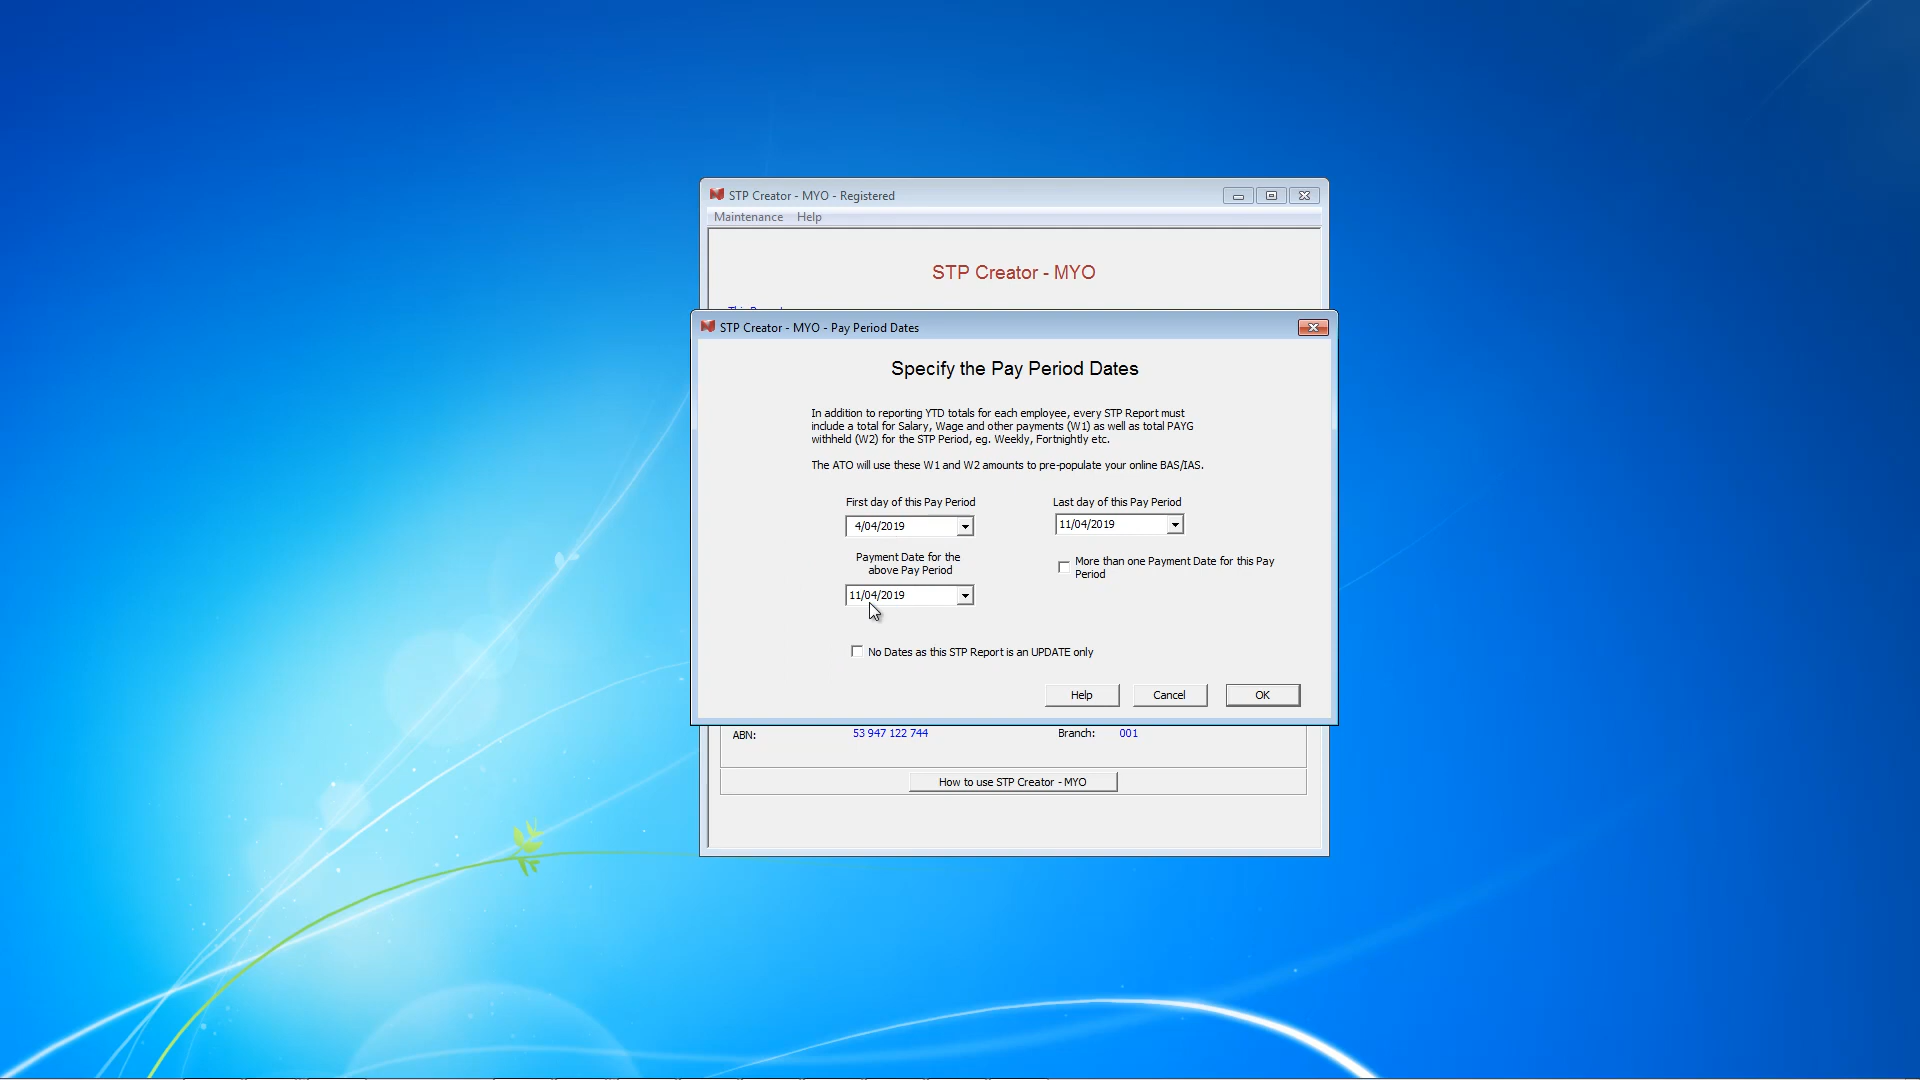 STP Creator - MYO - Registered
Maintenance Help
STP Creator - MYO
STP Creator - MYO - Pay Period Dates
Specify the Pay Period Dates
In addition to reporting YTD totals for each employee, every STP Report must
include a total for Salary, Wage and other payments (W1) as well as total PAYG
withheld (W2) for the STP Period, eg. Weekly, Fortnightly etc.
The ATO will use these W1 and W2 amounts to pre-populate your online BAS/IAS.
First day of this Pay Period
Last day of this Pay Period
4/04/2019
11/04/2019
Payment Date for the
above Pay Period
More than one Payment Date for this Pay
Period
11/04/2019
No Dates as this STP Report is an UPDATE only
Help
Cancel
OK
ABN:
53 947 122 744
Branch:
001
How to use STP Creator - MYO